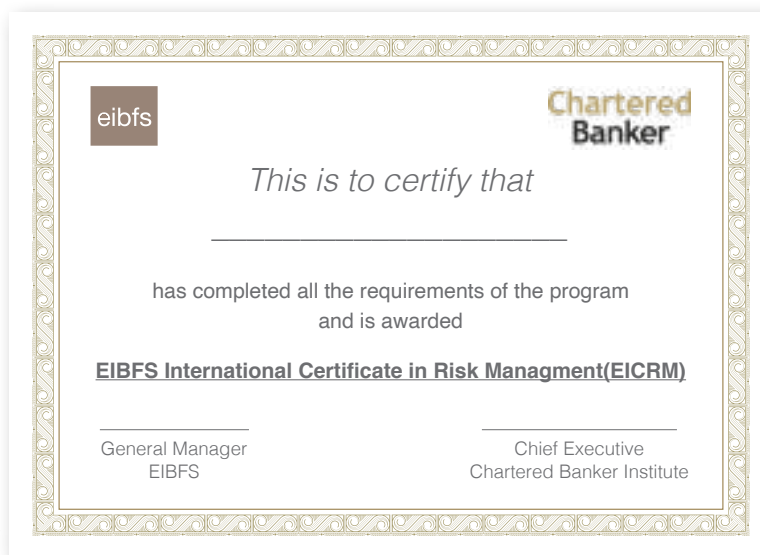 eibfs
Chartered
Banker
This is to certify that
has completed all the requirements of the program
and is awarded
EIBFS International Certificate in Risk Managment(EICRM)
General Manager
EIBFS
Chief Executive
Chartered Banker Institute